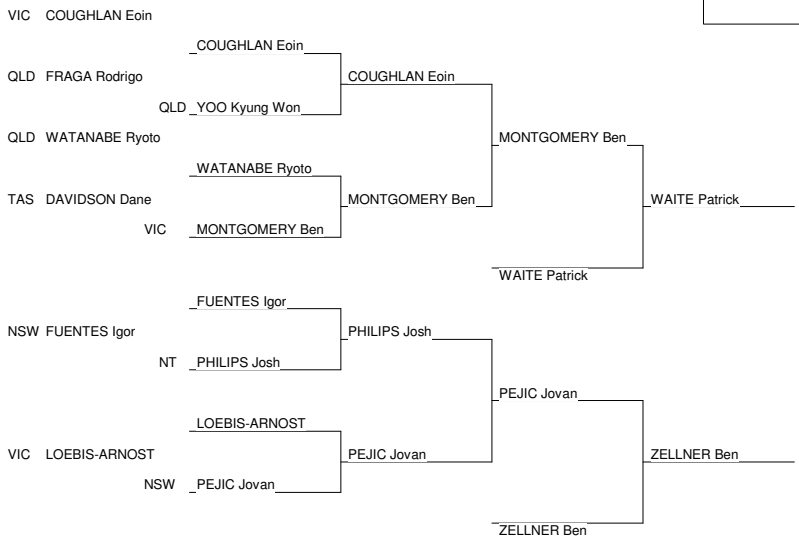 VIC COUGHLAN Eoin
COUGHLAN Eoin
QLD FRAGA Rodrigo
COUGHLAN Eoin
QLD YOO Kyung Won
QLD WATANABE Ryoto
MONTGOMERY Ben
WATANABE Ryoto
TAS DAVIDSON Dane
MONTGOMERY Ben
WAITE Patrick
VIC MONTGOMERY Ben
WAITE Patrick
FUENTES Igor
NSW FUENTES Igor
PHILIPS Josh
NT PHILIPS Josh
PEJIC Jovan
LOEBIS-ARNOST
VIC LOEBIS-ARNOST
PEJIC Jovan
ZELLNER Ben
NSW PEJIC Jovan
ZELLNER Ben